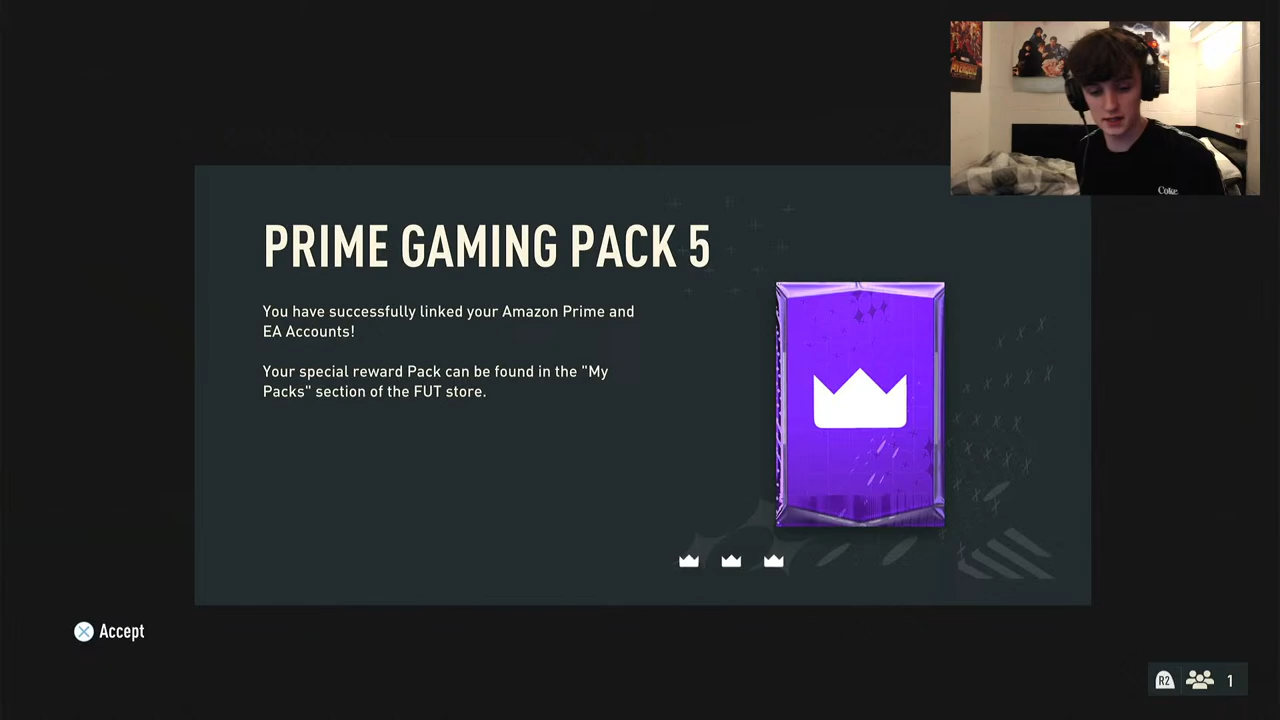 PRIME GAMING PACK 5
You have successfully linked your Amazon Prime and
EA Accounts!
Your special reward Pack can be found in the "My
Packs" section of the FUT store.
Accept
R2 1
Coke